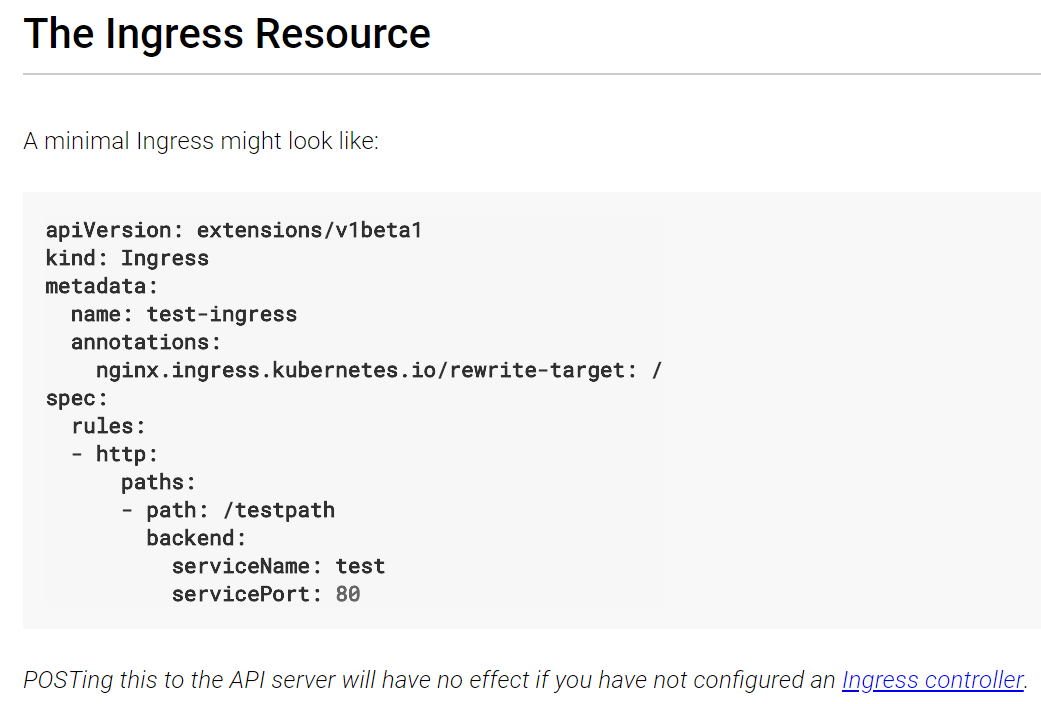 The Ingress Resource
A minimal Ingress might look like:
apiVersion: extensions/v1beta1
kind: Ingress
metadata:
  name: test-ingress
  annotations:
    nginx.ingress.kubernetes.io/rewrite-target: /
spec:
  rules:
  - http:
      paths:
      - path: /testpath
        backend:
          serviceName: test
          servicePort: 80
POSTing this to the API server will have no effect if you have not configured an Ingress controller.